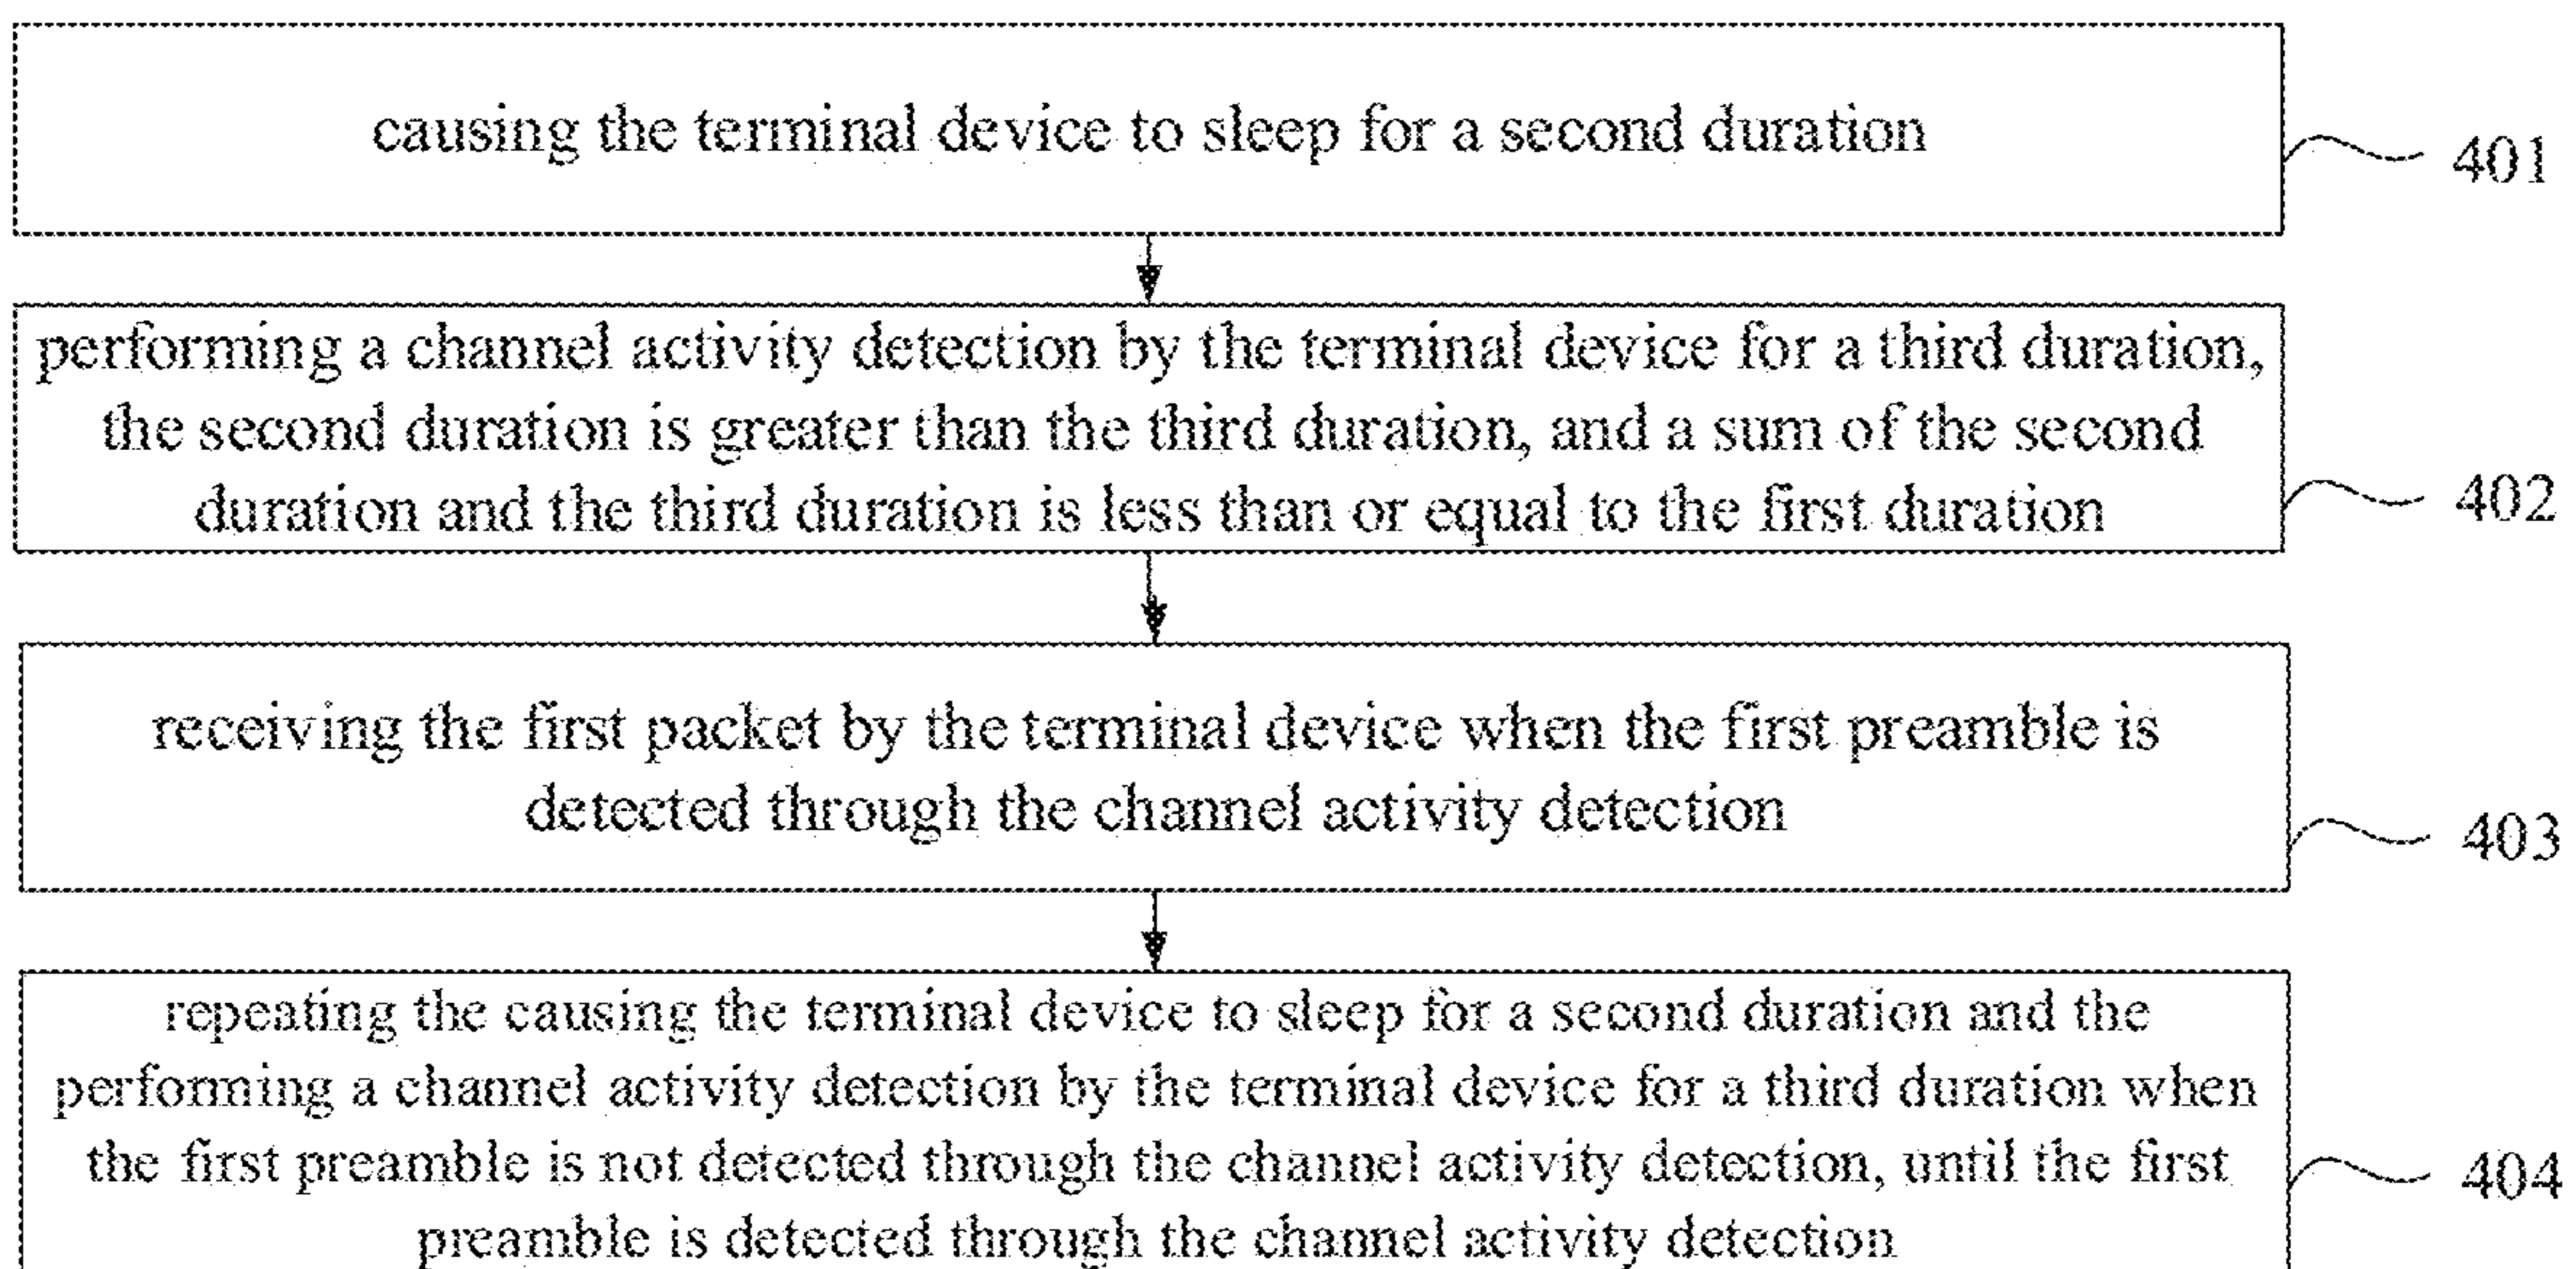 causing the terminal device to sleep for a second duration
401
performing a channel activity detection by the terminal device for a third duration,
the second duration is greater than the third duration, and a sum of the second
duration and the third duration is less than or equal to the first duration
402
receiving the first packet by the terminal device when the first preamble is
detected through the channel activity detection
403
repeating the causing the terminal device to sleep for a second duration and the
performing a channel activity detection by the terminal device for a third duration when
the first preamble is not detected through the channel activity detection, until the first
preamble is detected through the channel activity detection
404